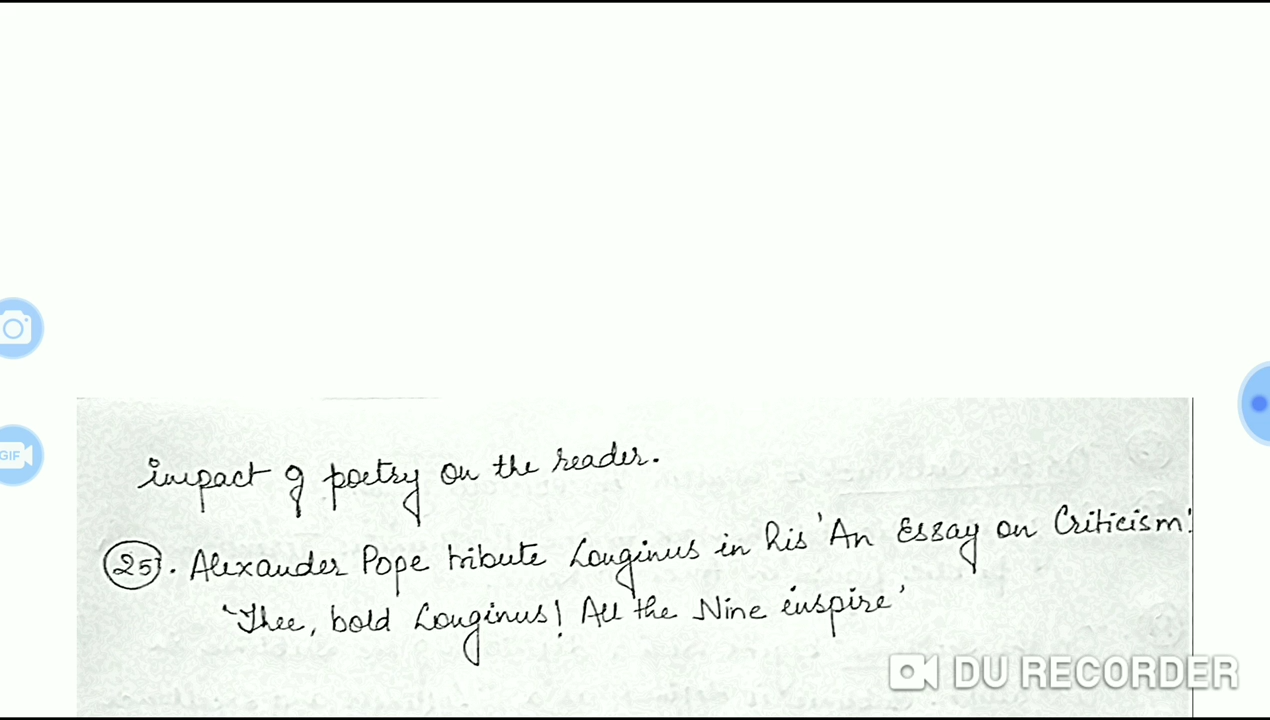 impact of poetry on the reader.
25. Alexander Pope tribute Longinus in his 'An Essay on Criticism'.
'Thee, bold Longinus! All the Nine inspire'
GIF
DU RECORDER